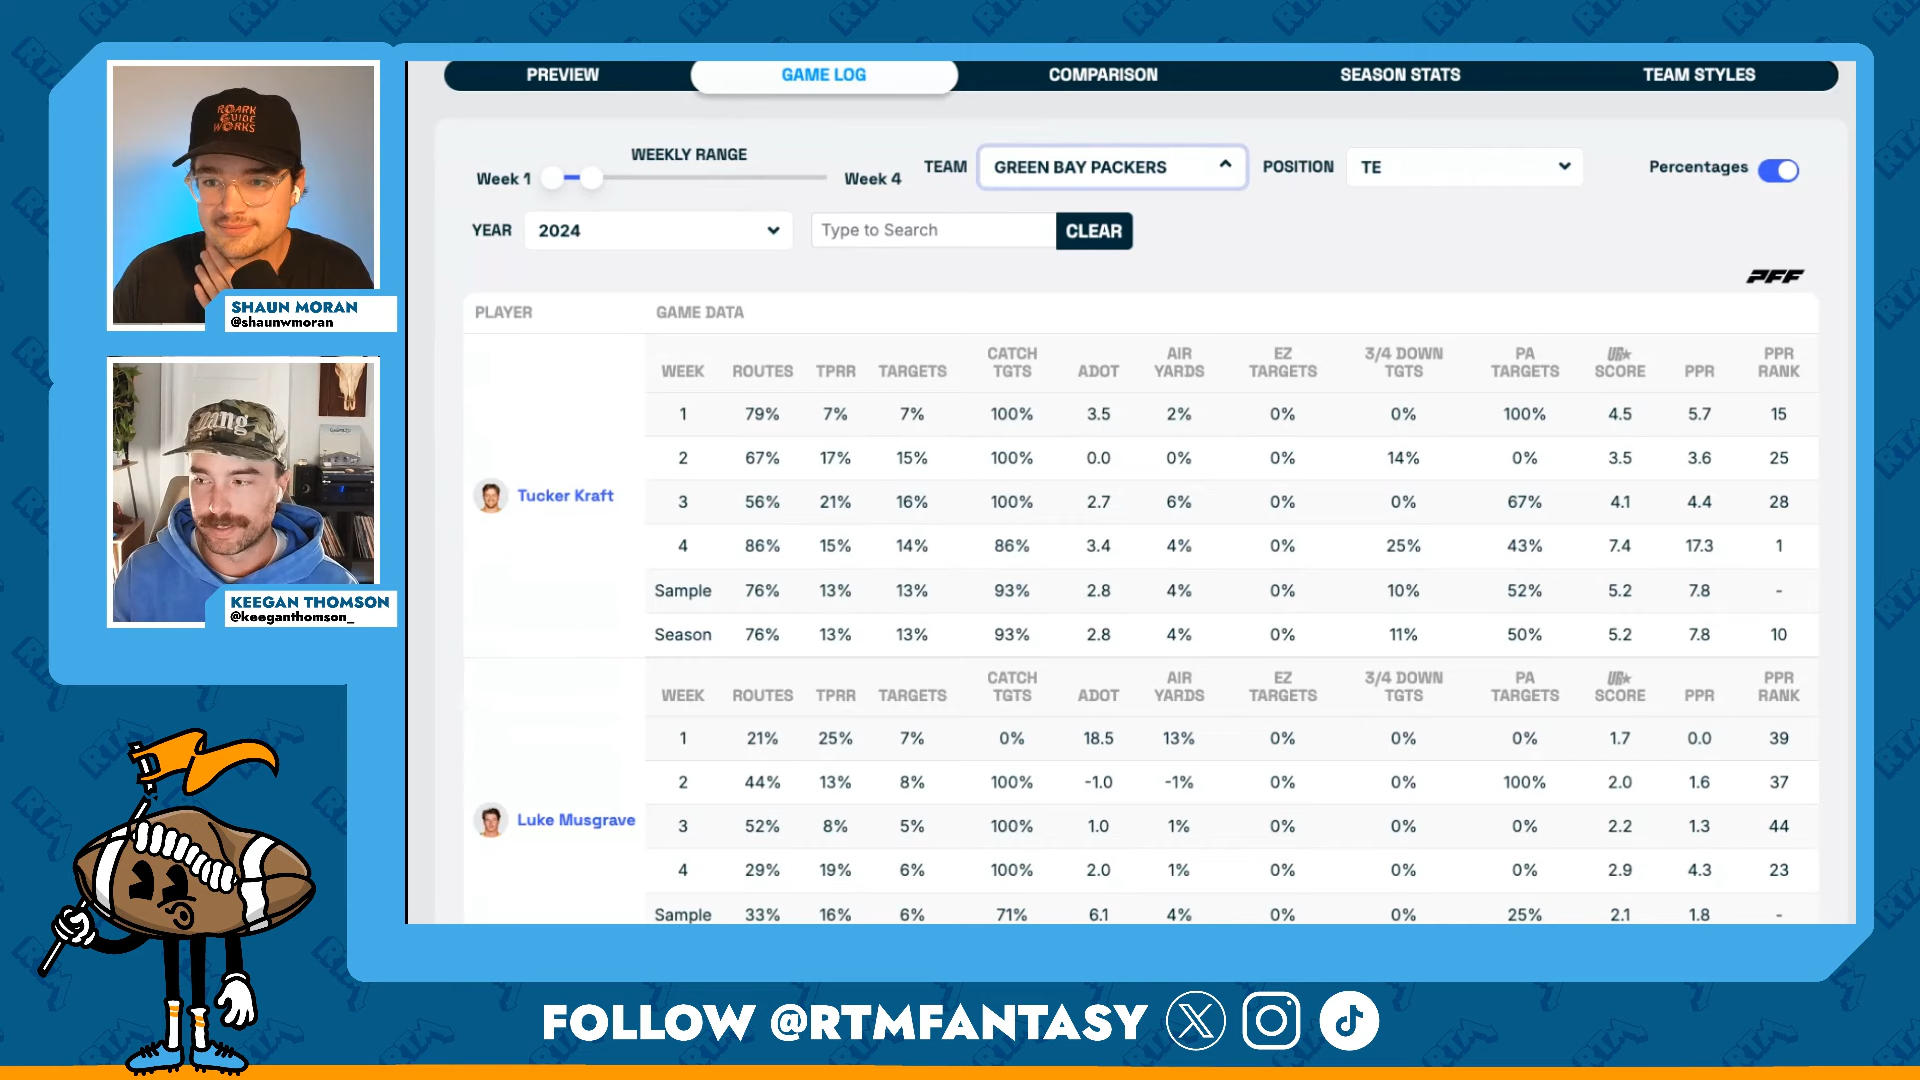 PREVIEW GAME LOG COMPARISON SEASON STATS TEAM STYLES
WEEKLY RANGE
Week 1 Week 4 TEAM GREEN BAY PACKERS POSITION TE Percentages
YEAR 2024 Type to Search CLEAR
PFF
PLAYER GAME DATA
WEEK ROUTES TPRR TARGETS CATCH TGTS ADOT AIR YARDS EZ TARGETS 3/4 DOWN TGTS PA TARGETS UR SCORE PPR PPR RANK
1 79% 7% 7% 100% 3.5 2% 0% 0% 100% 4.5 5.7 15
2 67% 17% 15% 100% 0.0 0% 0% 14% 0% 3.5 3.6 25
Tucker Kraft
3 56% 21% 16% 100% 2.7 6% 0% 0% 67% 4.1 4.4 28
4 86% 15% 14% 86% 3.4 4% 0% 25% 43% 7.4 17.3 1
Sample 76% 13% 13% 93% 2.8 4% 0% 10% 52% 5.2 7.8 -
Season 76% 13% 13% 93% 2.8 4% 0% 11% 50% 5.2 7.8 10
WEEK ROUTES TPRR TARGETS CATCH TGTS ADOT AIR YARDS EZ TARGETS 3/4 DOWN TGTS PA TARGETS UR SCORE PPR PPR RANK
1 21% 25% 7% 0% 18.5 13% 0% 0% 0% 1.7 0.0 39
2 44% 13% 8% 100% -1.0 -1% 0% 0% 100% 2.0 1.6 37
Luke Musgrave
3 52% 8% 5% 100% 1.0 1% 0% 0% 0% 2.2 1.3 44
4 29% 19% 6% 100% 2.0 1% 0% 0% 0% 2.9 4.3 23
Sample 33% 16% 6% 71% 6.1 4% 0% 0% 25% 2.1 1.8 -
ROARK
GUIDE
WORKS
SHAUN MORAN
@shaunwmoran
Dang
KEEGAN THOMSON
@keeganthomson_
FOLLOW @RTMFANTASY
RTM